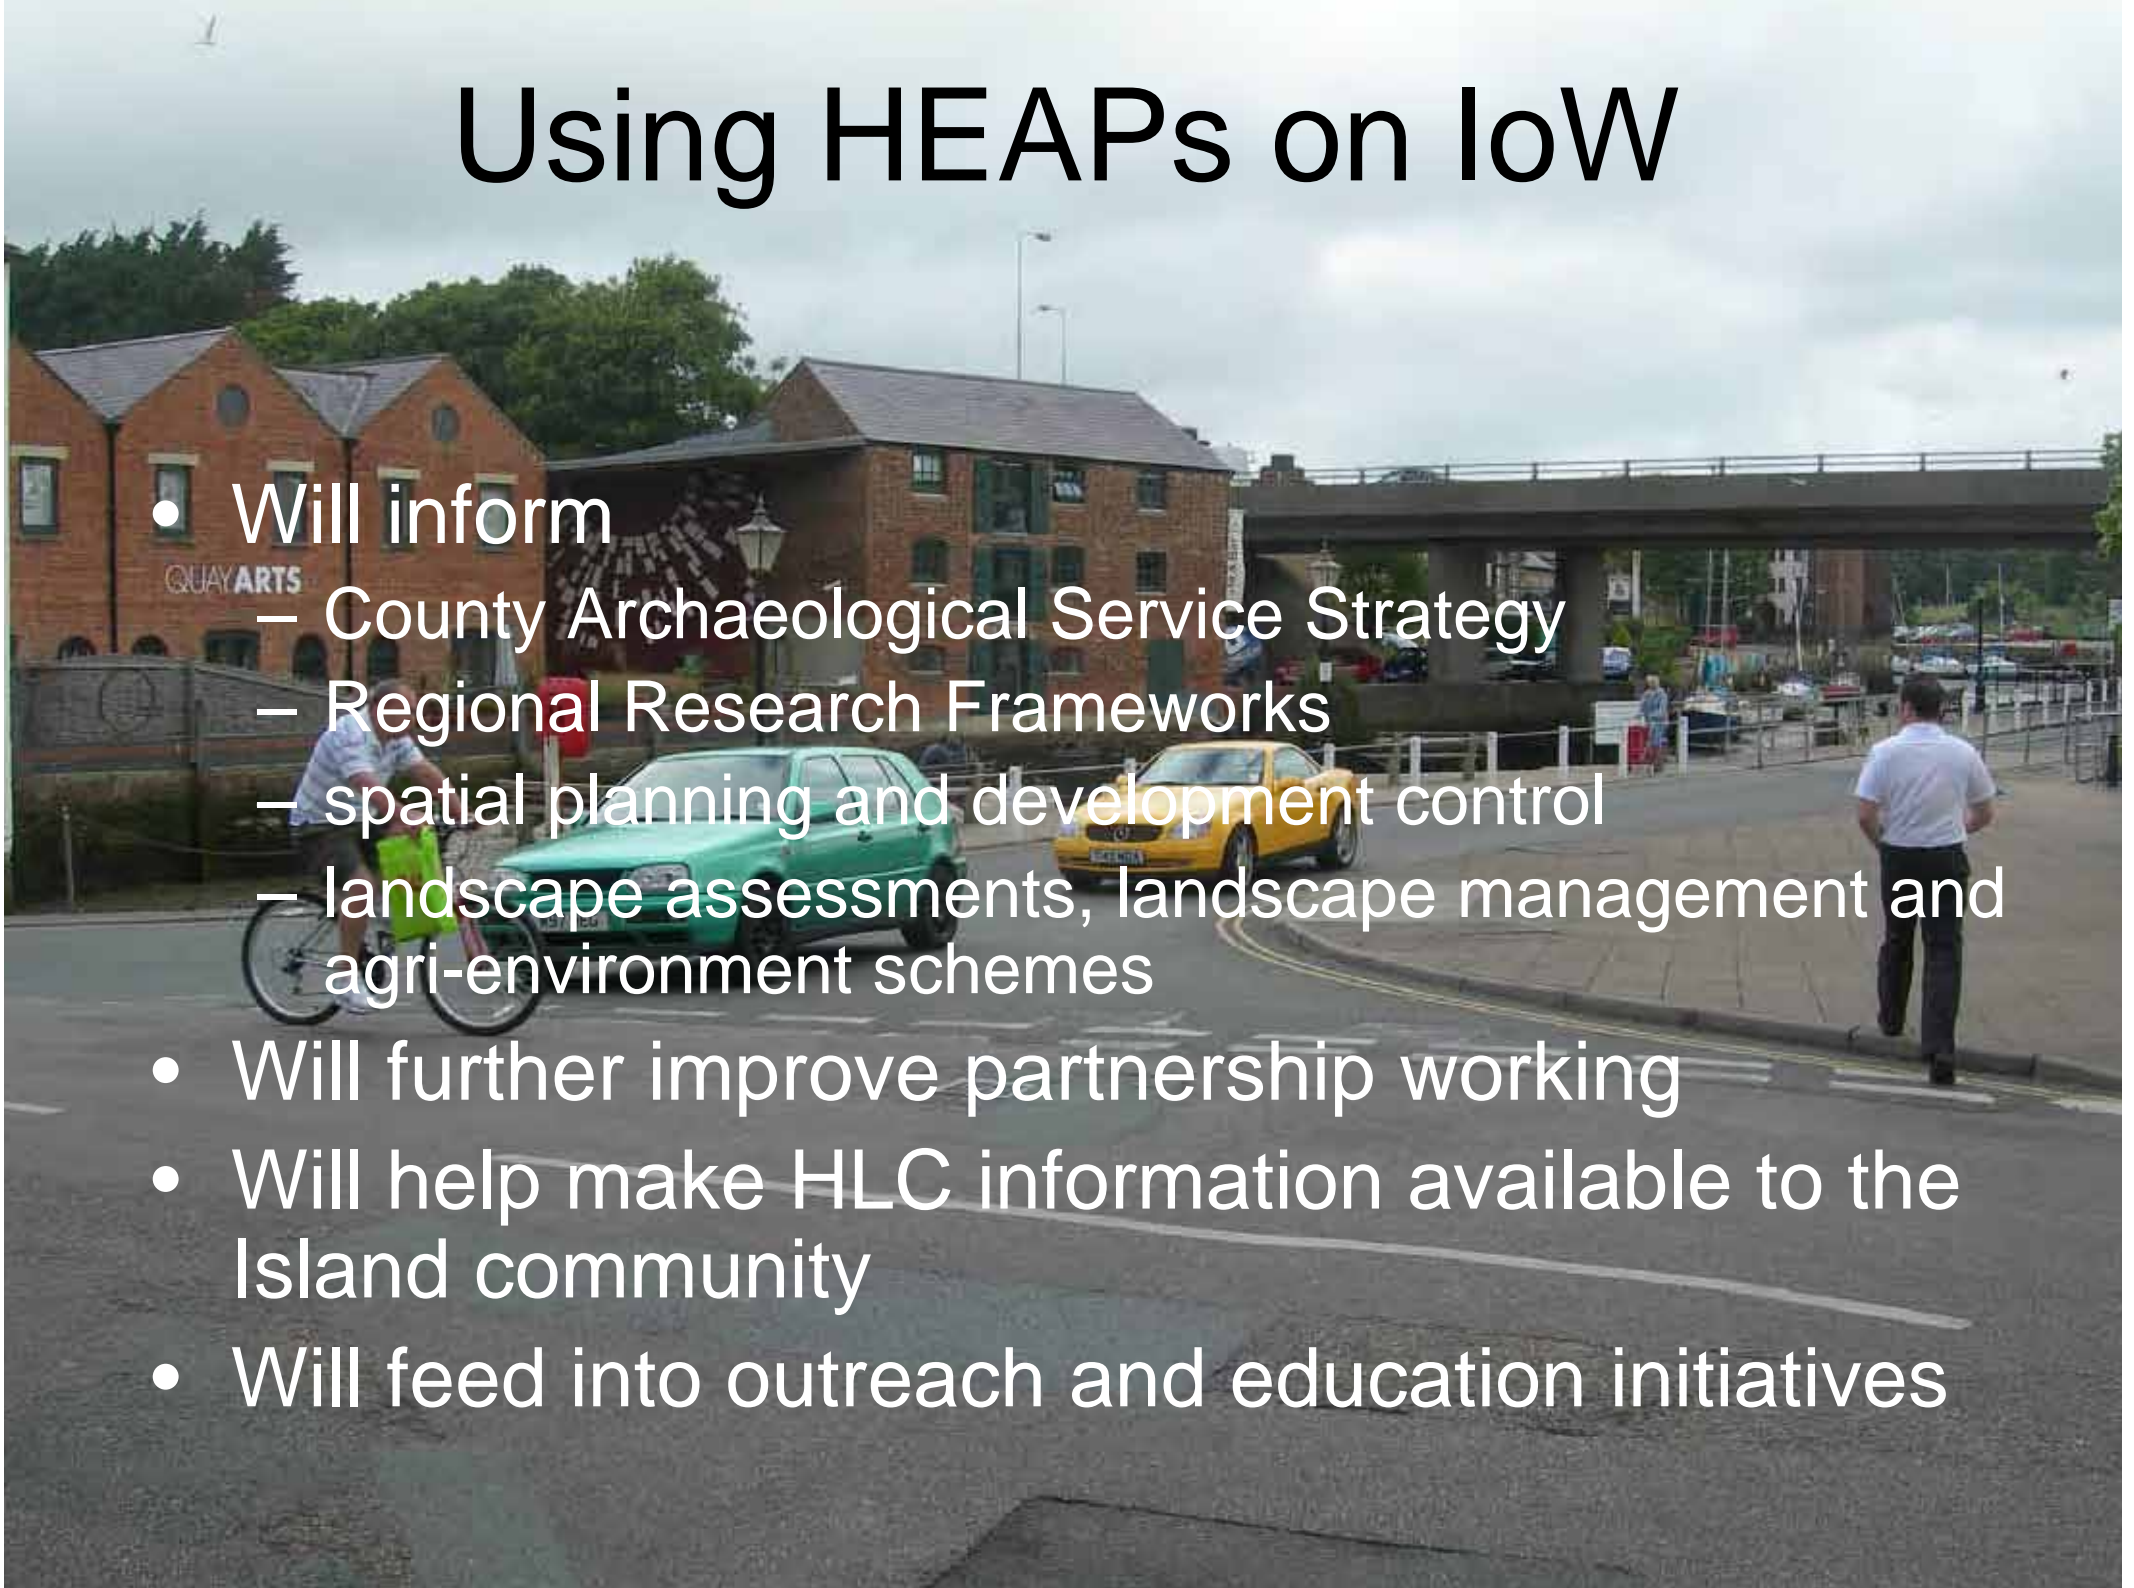 Using HEAPs on IoW
• Will inform
QUAYARTS
– County Archaeological Service Strategy
– Regional Research Frameworks
– spatial planning and development control
– landscape assessments, landscape management and
agri-environment schemes
• Will further improve partnership working
• Will help make HLC information available to the
Island community
• Will feed into outreach and education initiatives